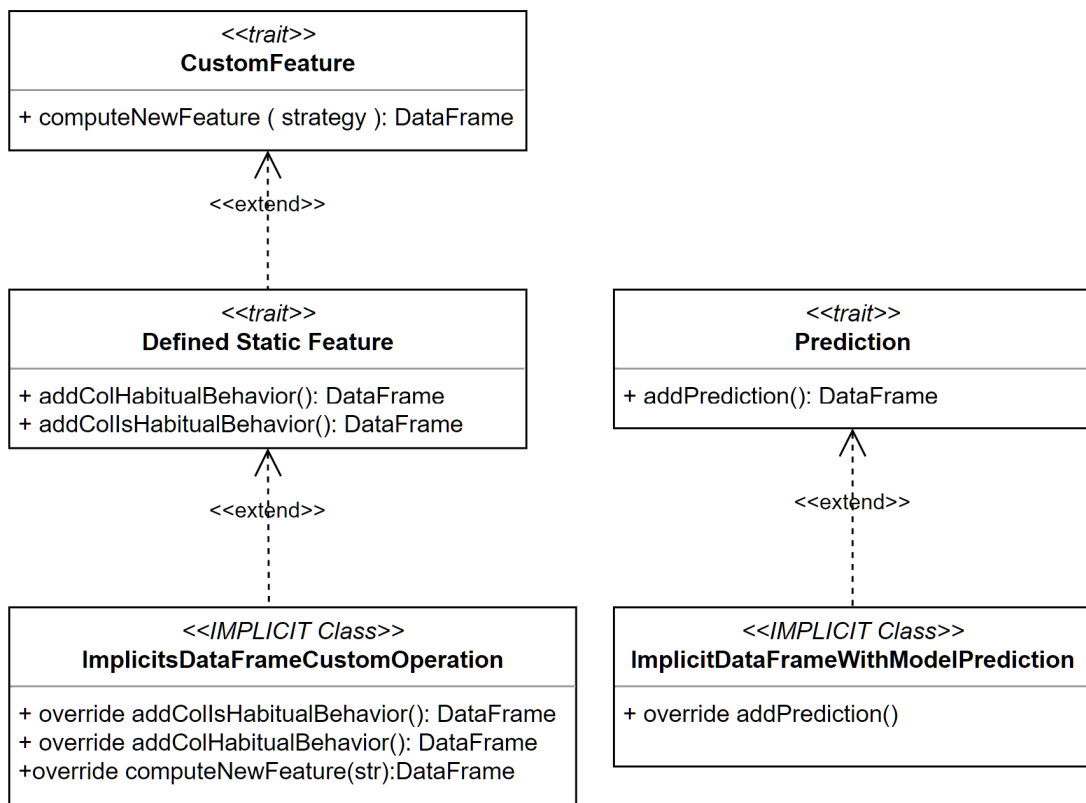 <<trait>>
CustomFeature
+ computeNewFeature ( strategy ): DataFrame
<<extend>>
<<trait>>
Defined Static Feature
+ addColHabitualBehavior(): DataFrame
+ addColIsHabitualBehavior(): DataFrame
<<extend>>
<<IMPLICIT Class>>
ImplicitsDataFrameCustomOperation
+ override addColIsHabitualBehavior(): DataFrame
+ override addColHabitualBehavior(): DataFrame
+override computeNewFeature(str):DataFrame
<<trait>>
Prediction
+ addPrediction(): DataFrame
<<extend>>
<<IMPLICIT Class>>
ImplicitDataFrameWithModelPrediction
+ override addPrediction()